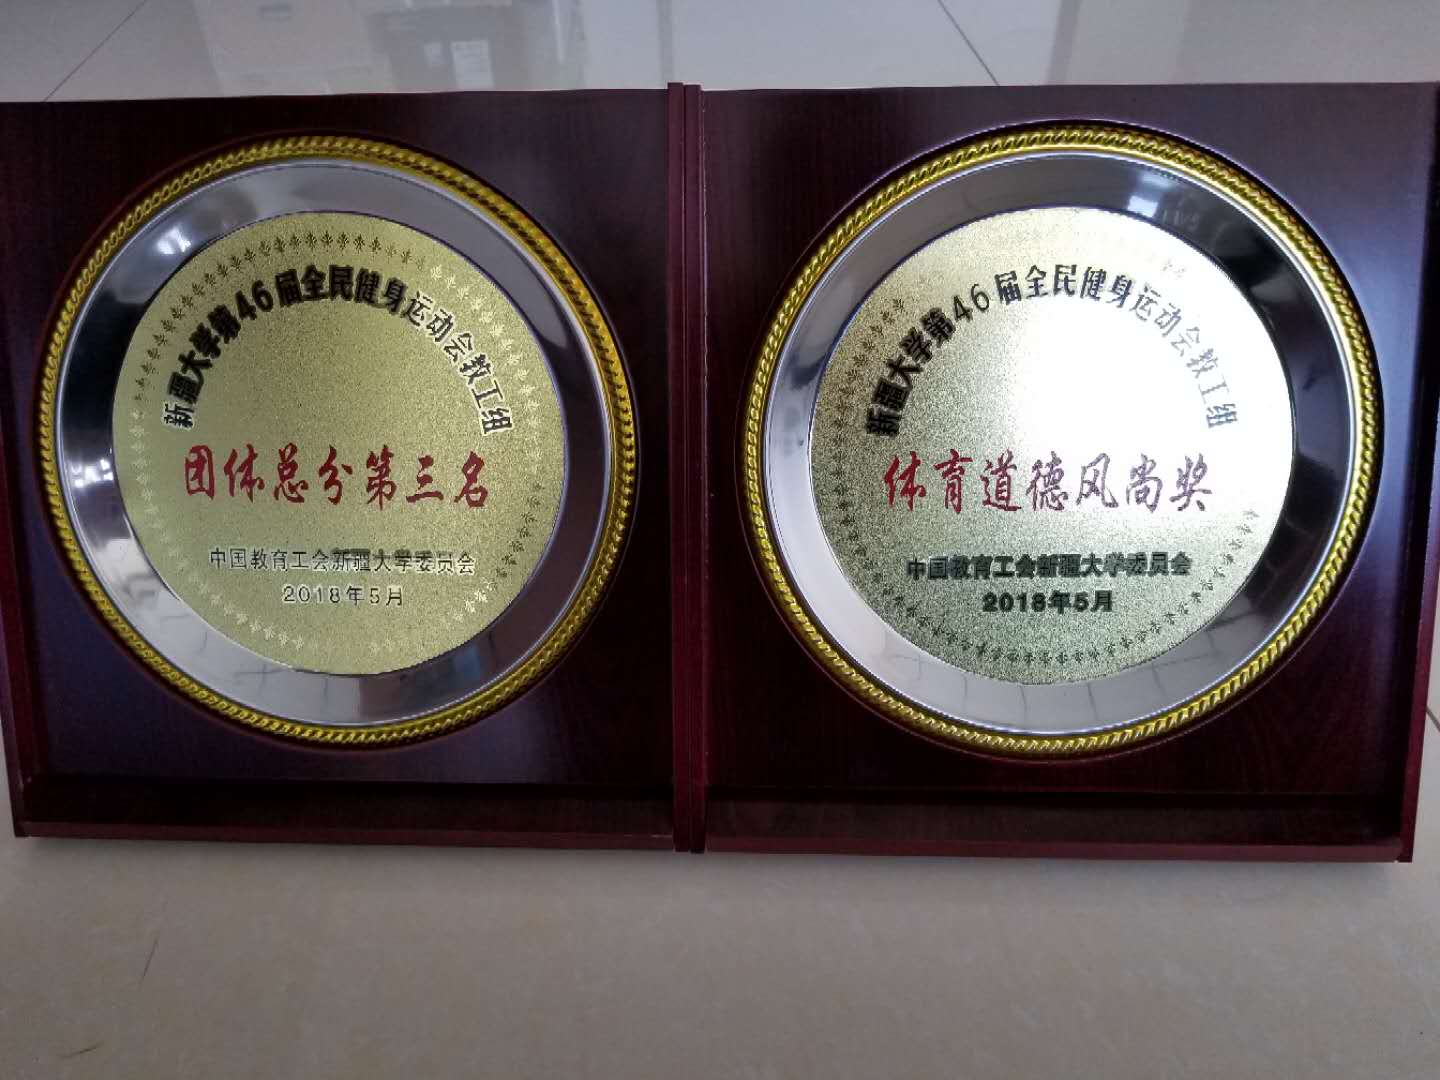 新疆大学第46届全民健身运动会教工组
团体总分第三名
中国教育工会新疆大学委员会
2018年5月
新疆大学第46届全民健身运动会教工组
体育道德风尚奖
中国教育工会新疆大学委员会
2018年5月